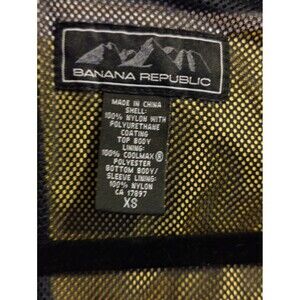 BANANA REPUBLIC
MADE IN CHINA
SHELL:
100% NYLON WITH
POLYURETHANE
COATING
TOP BODY
LINING:
100% COOLMAX®
POLYESTER
BOTTOM BODY/
SLEEVE LINING:
100% NYLON
CA 17897
XS